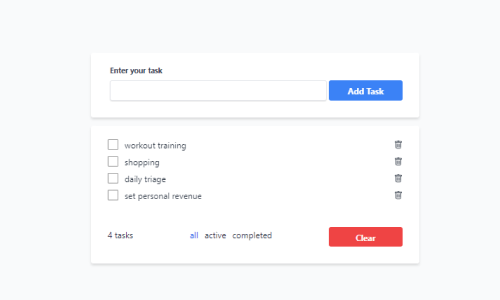 Enter your task
Add Task
workout training
shopping
daily triage
set personal revenue
4 tasks all active completed Clear